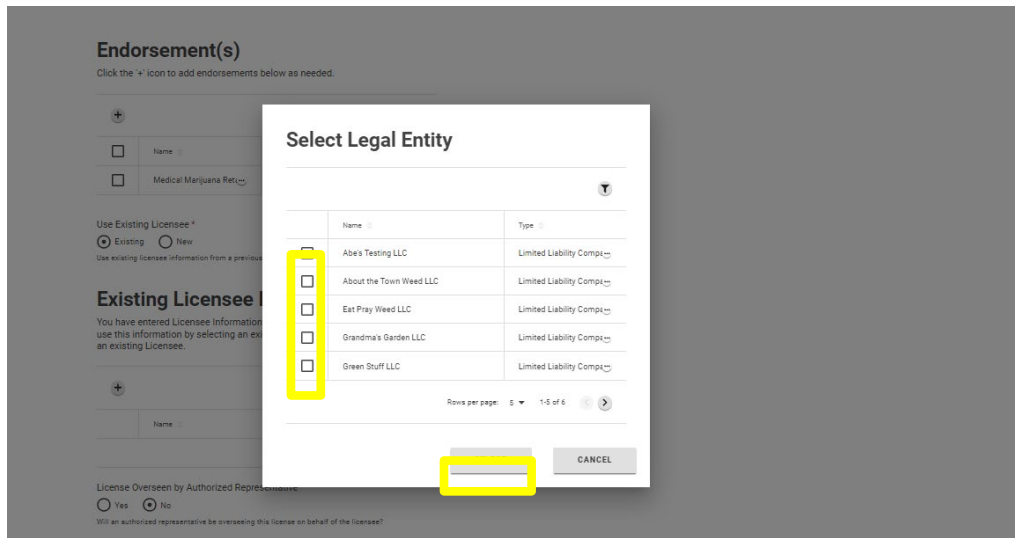 Endorsement(s)
Click the '+' icon to add endorsements below as needed.
Name
Medical Marijuana Reta...
Use Existing Licensee *
Existing New
Use existing licensee information from a previous
Existing Licensee
You have entered Licensee Information
use this information by selecting an
an existing Licensee.
Name
License Overseen by Authorized Representative
Yes No
Will an authorized representative be overseeing this license on behalf of the licensee?
Select Legal Entity
Name Type
Abe's Testing LLC Limited Liability Compa...
About the Town Weed LLC Limited Liability Compa...
Eat Pray Weed LLC Limited Liability Compa...
Grandma's Garden LLC Limited Liability Compa...
Green Stuff LLC Limited Liability Compa...
Rows per page: 5 1-5 of 6
CANCEL